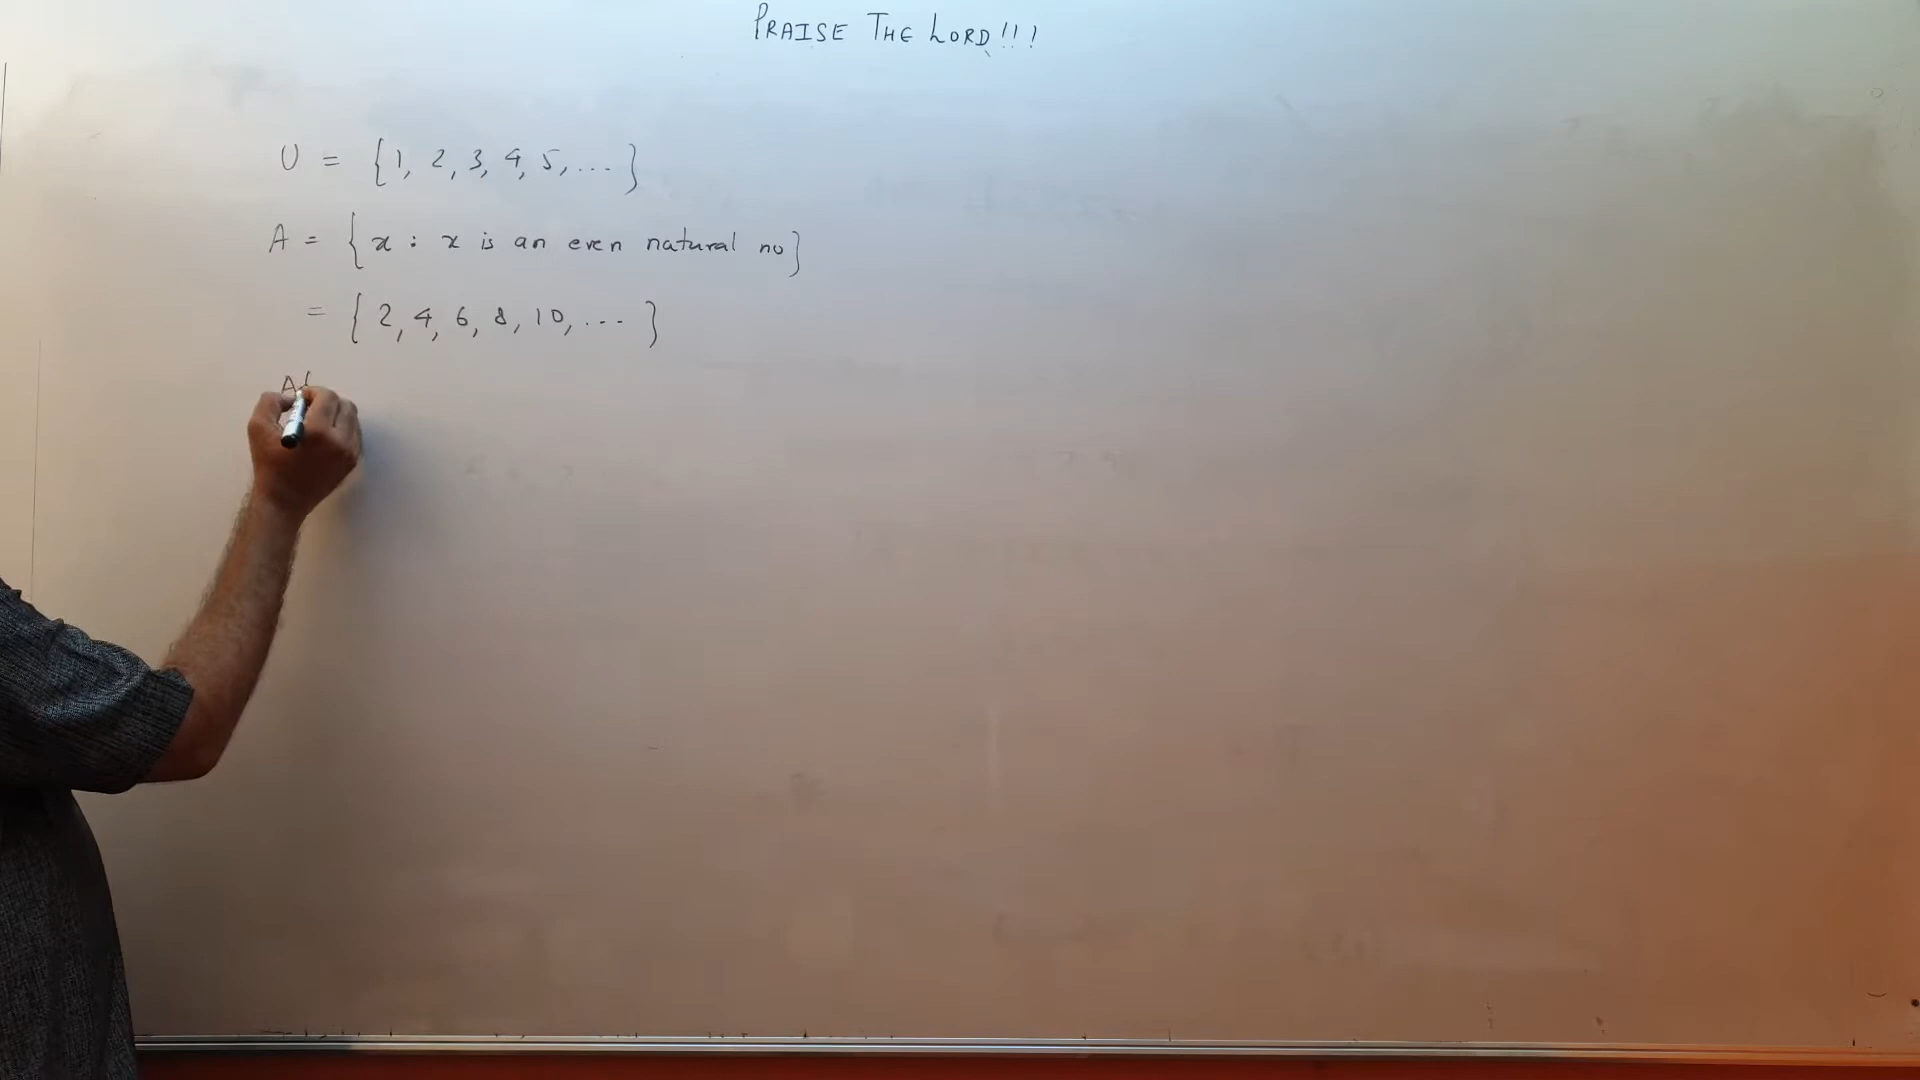 PRAISE THE LORD!!!
U = {1, 2, 3, 4, 5, ...}
A = {x : x is an even natural no}
= {2, 4, 6, 8, 10, ... }
A'